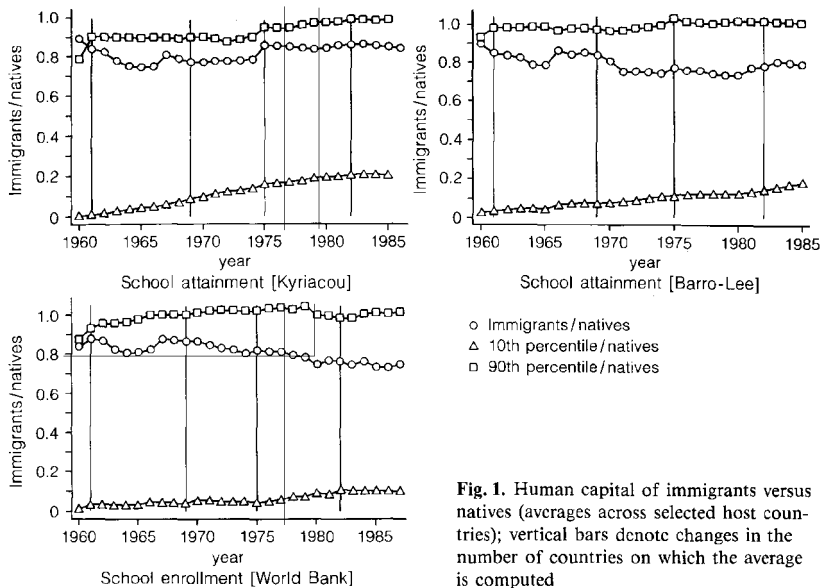 Immigrants/natives
1.0
0.8
0.6
0.4
0.2
0
1960 1965 1970 1975 1980 1985
year
School attainment [Kyriacou]
Immigrants/natives
1.0
0.8
0.6
0.4
0.2
0
1960 1965 1970 1975 1980 1985
year
School attainment [Barro-Lee]
Immigrants/natives
1.0
0.8
0.6
0.4
0.2
0
1960 1965 1970 1975 1980 1985
year
School enrollment [World Bank]
Immigrants/natives
10th percentile/natives
90th percentile/natives
Fig. 1. Human capital of immigrants versus
natives (averages across selected host coun-
tries); vertical bars denote changes in the
number of countries on which the average
is computed